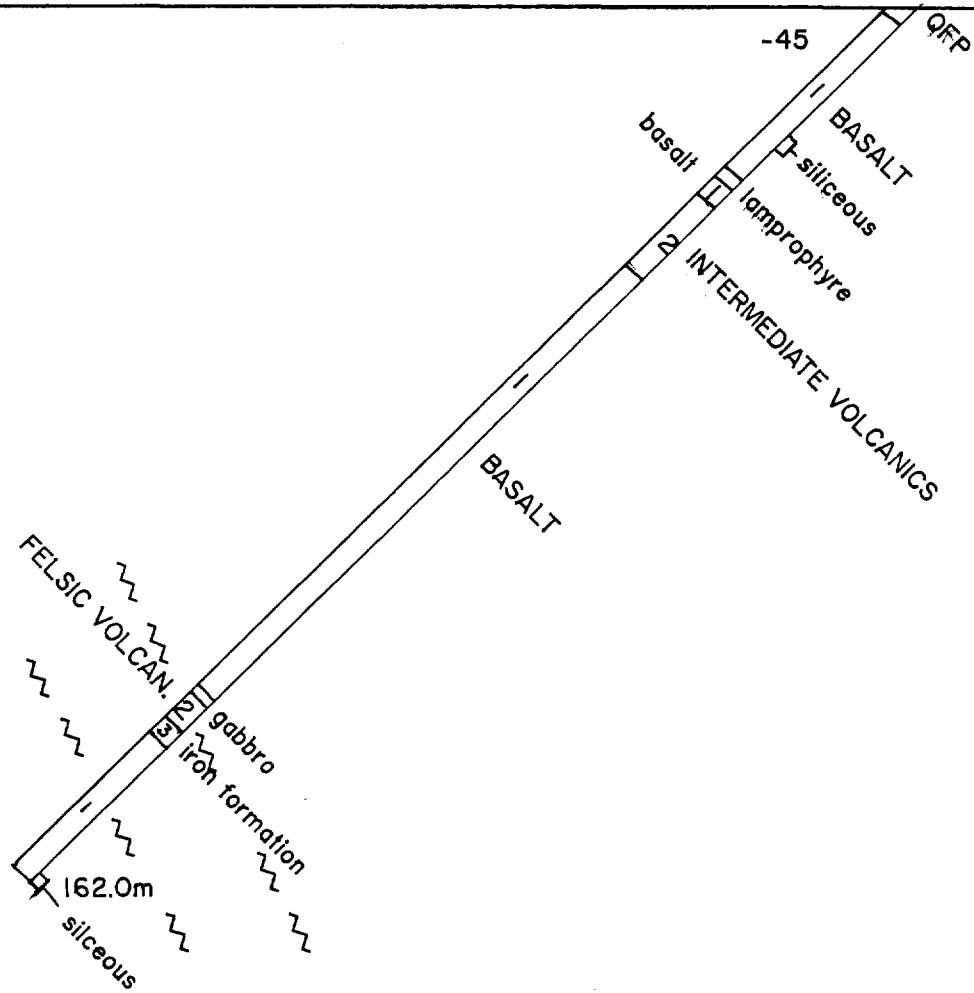 QFP
-45
1
BASALT
siliceous
basalt
1
lamprophyre
2
INTERMEDIATE VOLCANICS
1
BASALT
FELSIC VOLCAN.
2
gabbro
3
iron formation
1
162.0m
silceous